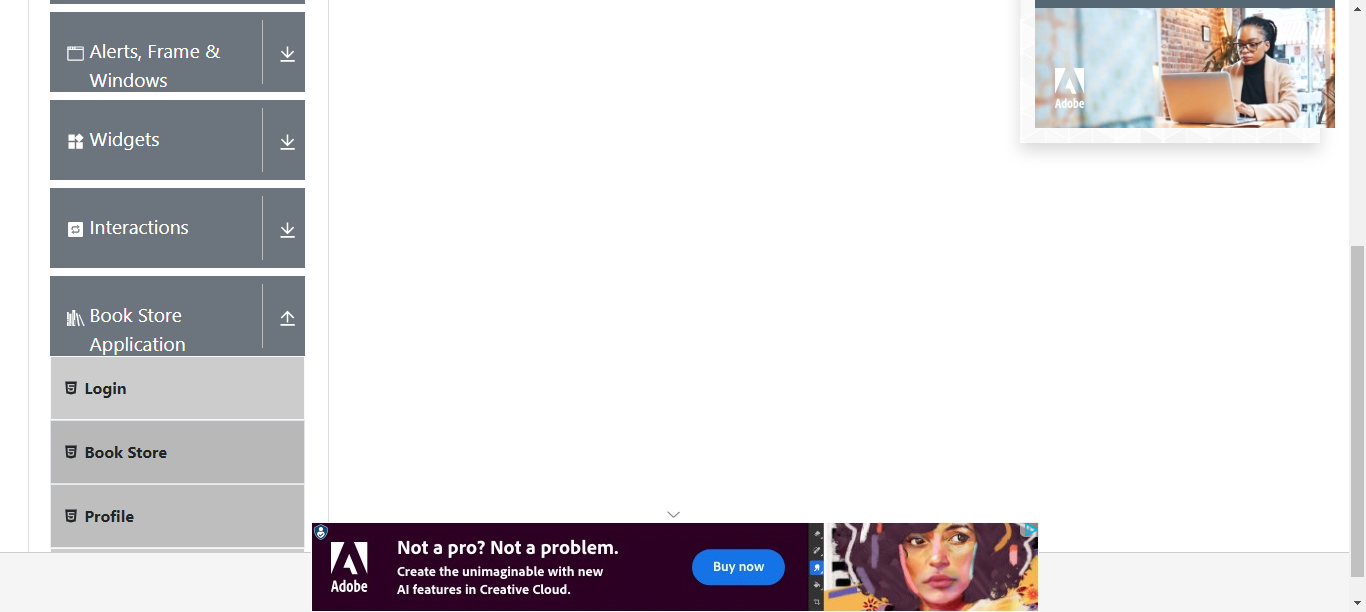 Alerts, Frame &
Windows
Widgets
Interactions
Book Store
Application
Login
Book Store
Profile
Adobe
Adobe
Not a pro? Not a problem.
Create the unimaginable with new
AI features in Creative Cloud.
Buy now